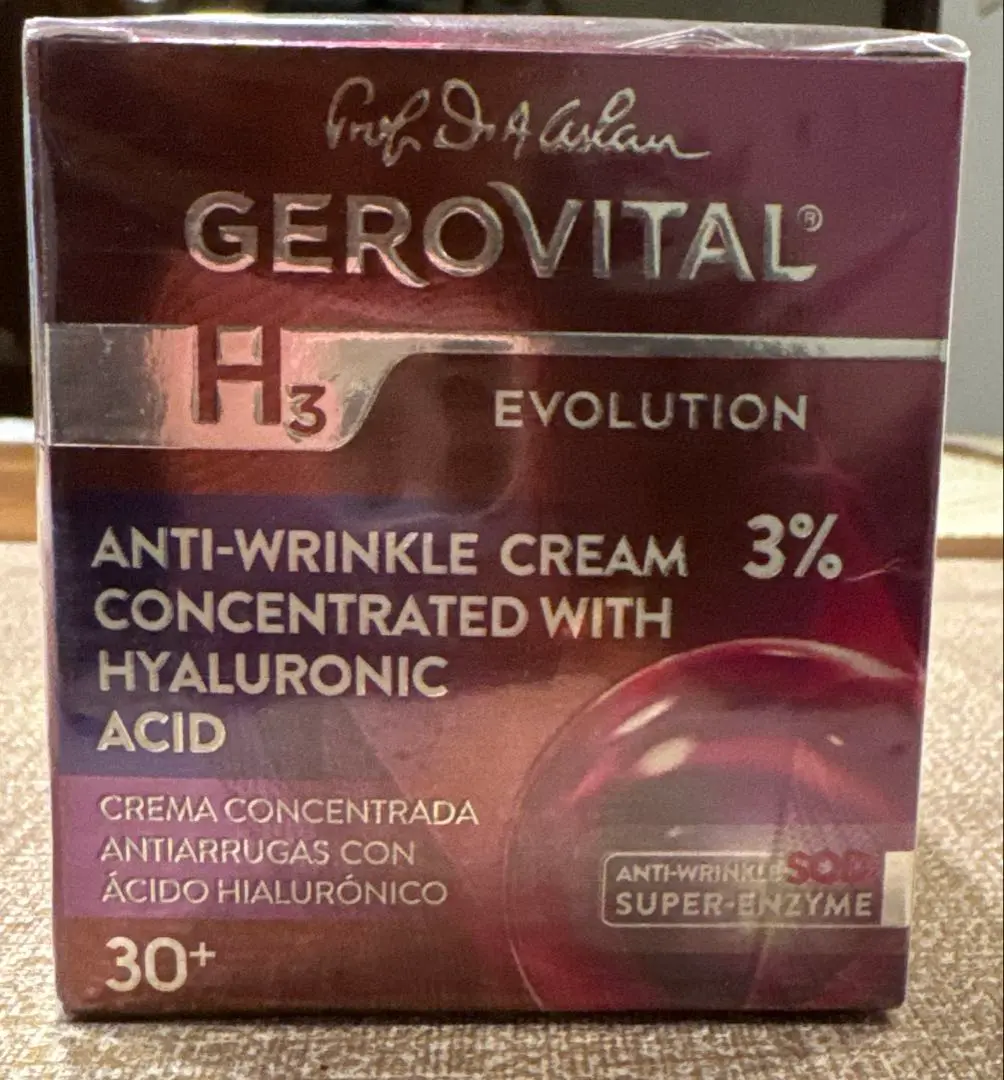 Prof. Dr. A. Aslan
GEROVITAL®
H3
EVOLUTION
ANTI-WRINKLE CREAM 3%
CONCENTRATED WITH
HYALURONIC
ACID
CREMA CONCENTRADA
ANTIARRUGAS CON
ÁCIDO HIALURÓNICO
ANTI-WRINKLE SOD
SUPER-ENZYME
30+